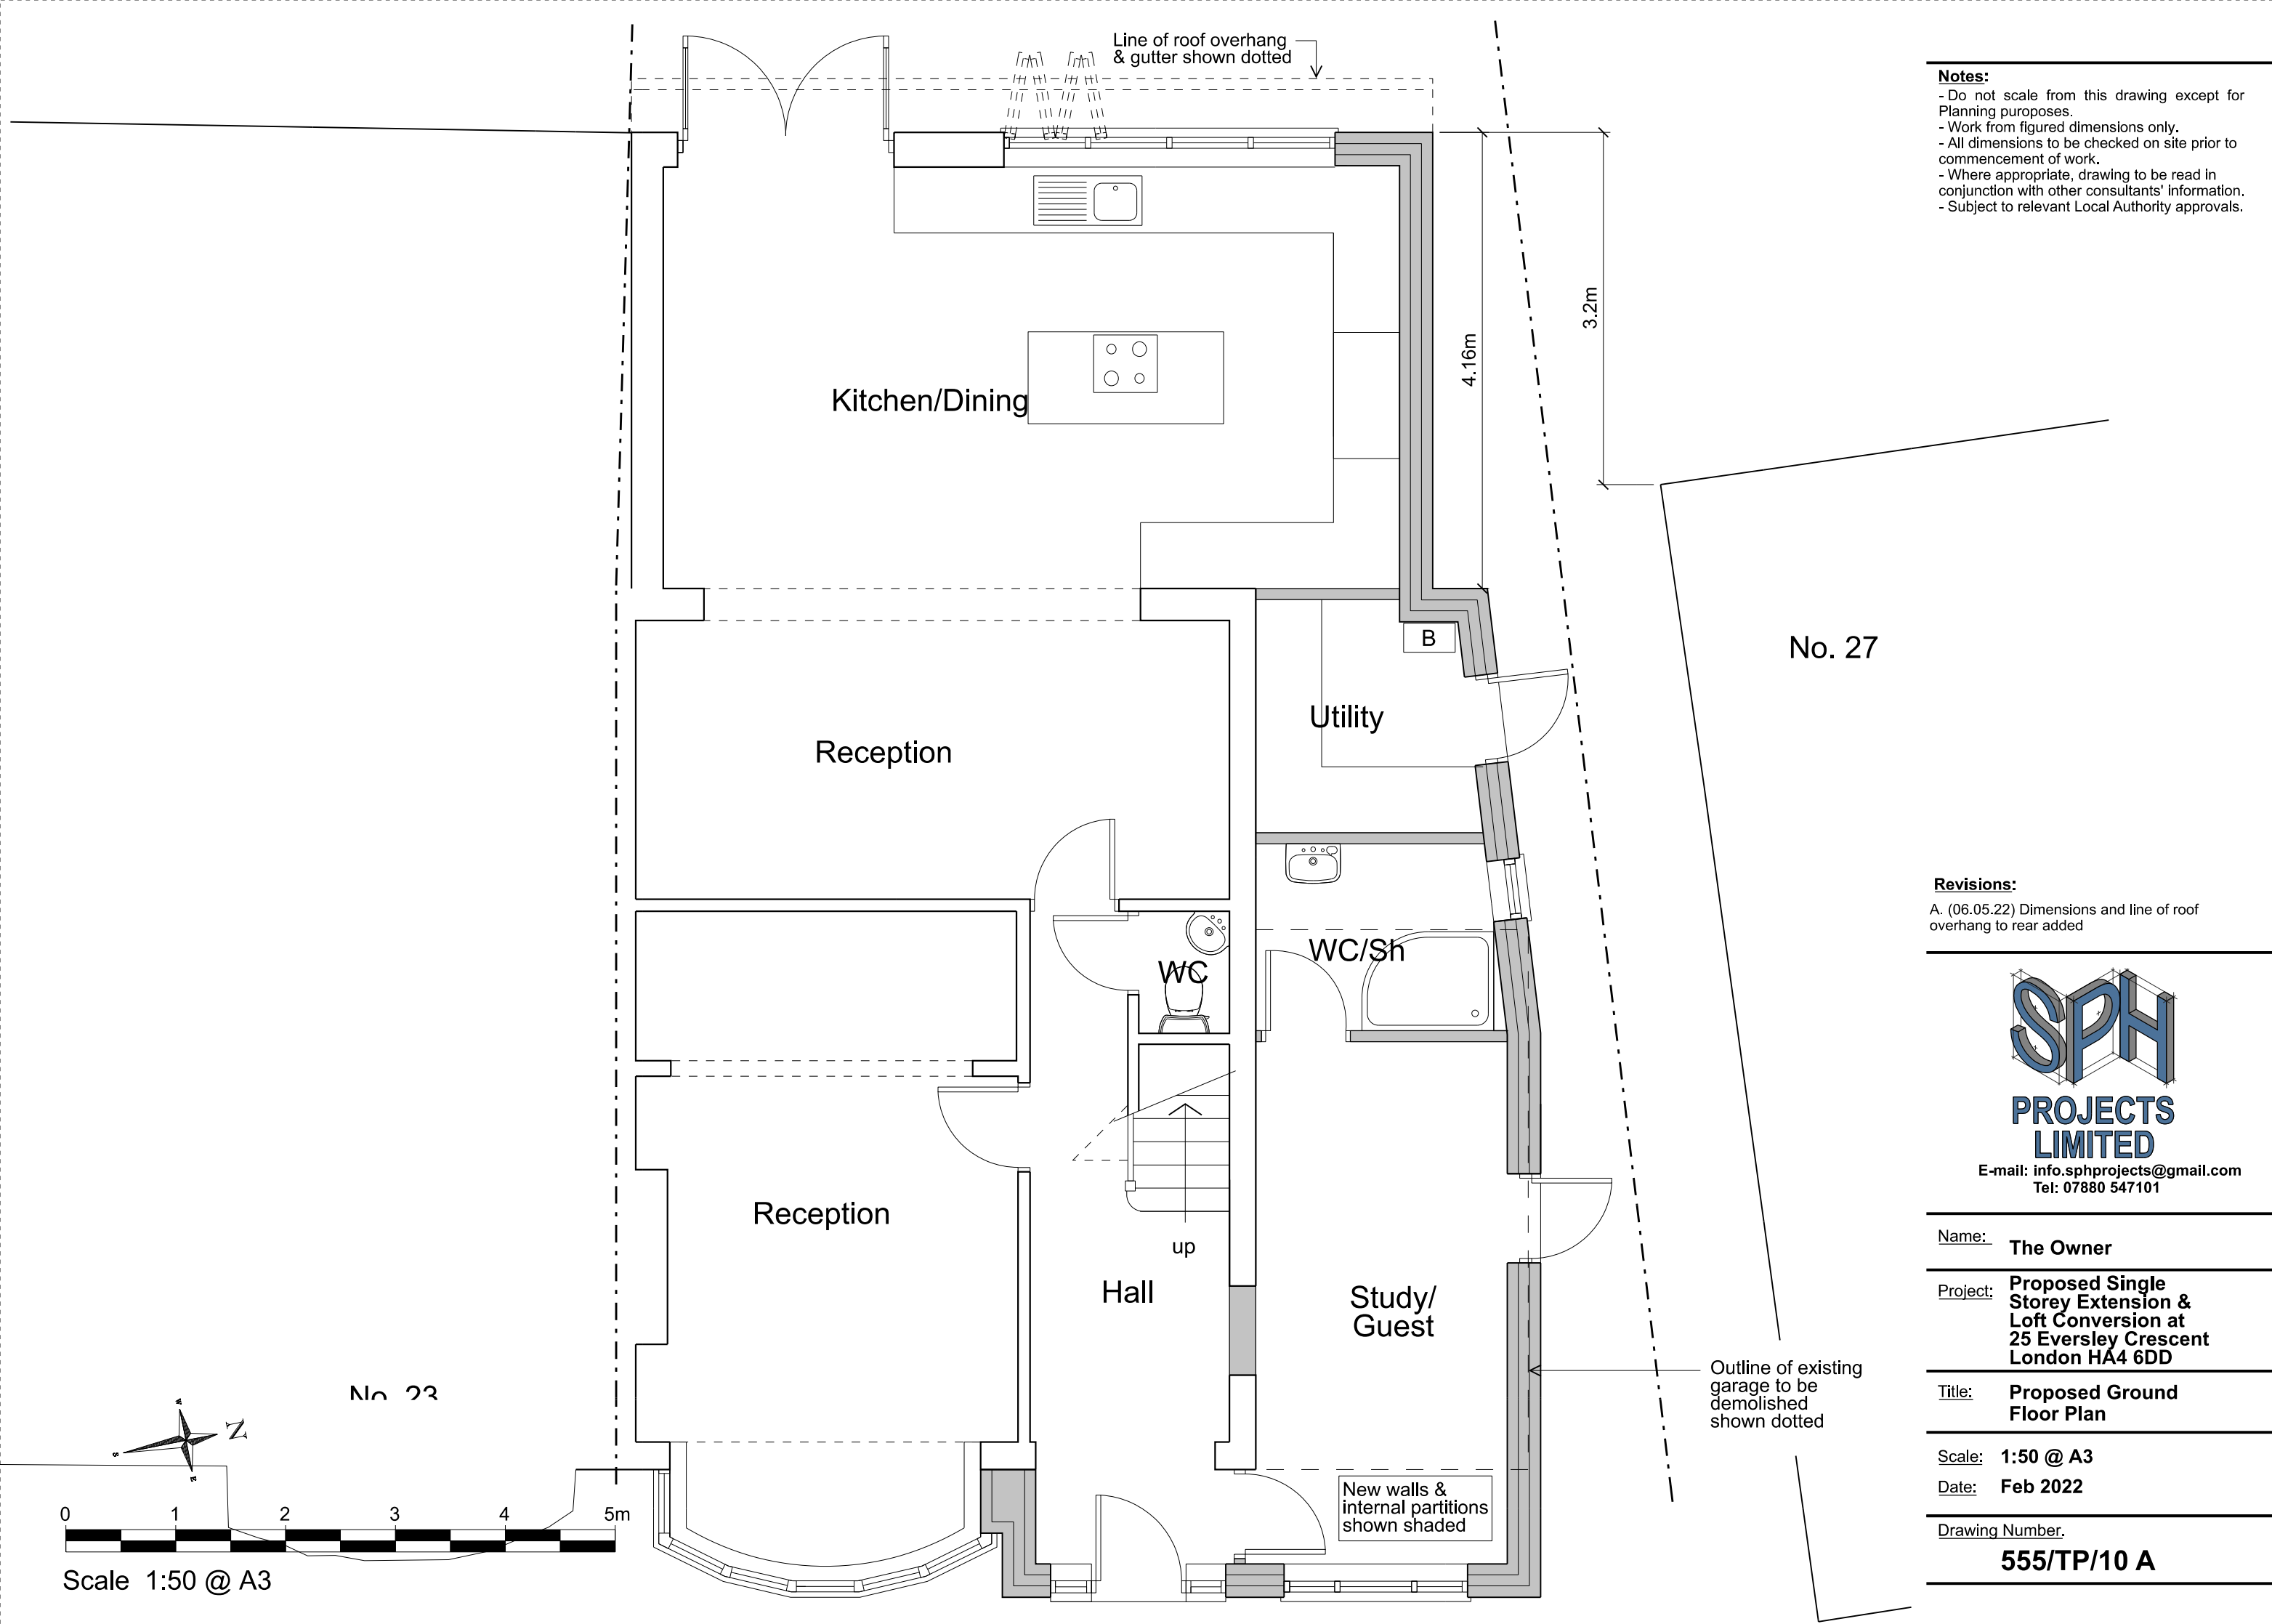 Line of roof overhang
& gutter shown dotted
4.16m
3.2m
Kitchen/Dining
B
No. 27
Utility
Reception
WC/Sh
WC
Reception
up
Hall
Study/
Guest
Outline of existing
garage to be
demolished
shown dotted
No. 23
W
N
S
E
New walls &
internal partitions
shown shaded
0 1 2 3 4 5m
Scale 1:50 @ A3
Notes:
- Do not scale from this drawing except for
Planning puroposes.
- Work from figured dimensions only.
- All dimensions to be checked on site prior to
commencement of work.
- Where appropriate, drawing to be read in
conjunction with other consultants' information.
- Subject to relevant Local Authority approvals.
Revisions:
A. (06.05.22) Dimensions and line of roof
overhang to rear added
SPH
PROJECTS
LIMITED
E-mail: info.sphprojects@gmail.com
Tel: 07880 547101
Name: The Owner
Project: Proposed Single
Storey Extension &
Loft Conversion at
25 Eversley Crescent
London HA4 6DD
Title: Proposed Ground
Floor Plan
Scale: 1:50 @ A3
Date: Feb 2022
Drawing Number.
555/TP/10 A